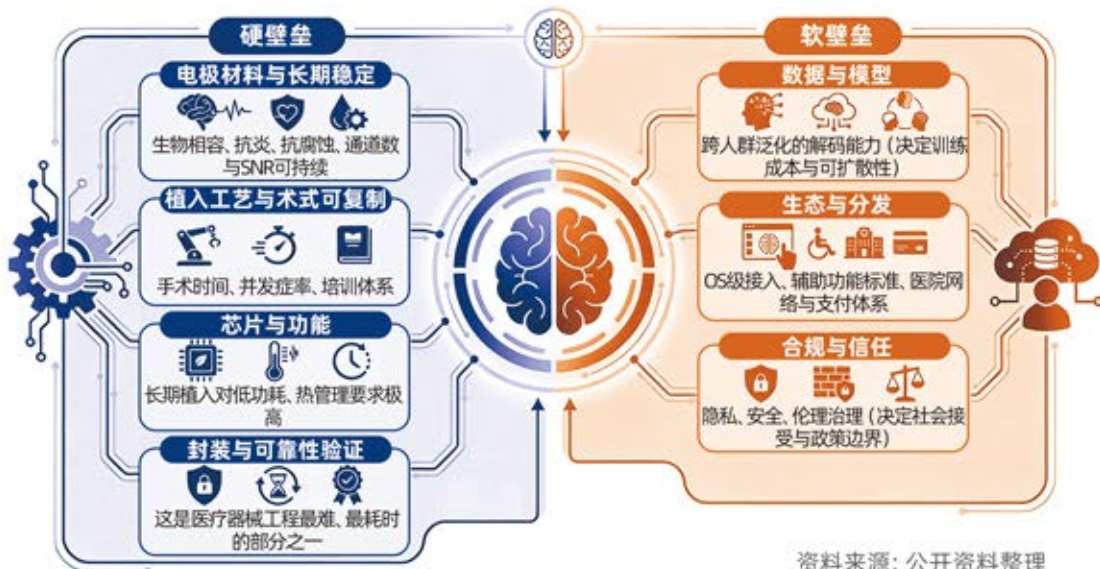 硬壁垒
电极材料与长期稳定
生物相容、抗炎、抗腐蚀、通道数
与SNR可持续
植入工艺与术式可复制
手术时间、并发症率、培训体系
芯片与功能
长期植入对低功耗、热管理要求极
高
封装与可靠性验证
这是医疗器械工程最难、最耗时
的部分之一
软壁垒
数据与模型
跨人群泛化的解码能力（决定训练
成本与可扩散性）
生态与分发
OS级接入、辅助功能标准、医院网
络与支付体系
合规与信任
隐私、安全、伦理治理（决定社会接
受与政策边界）
资料来源：公开资料整理